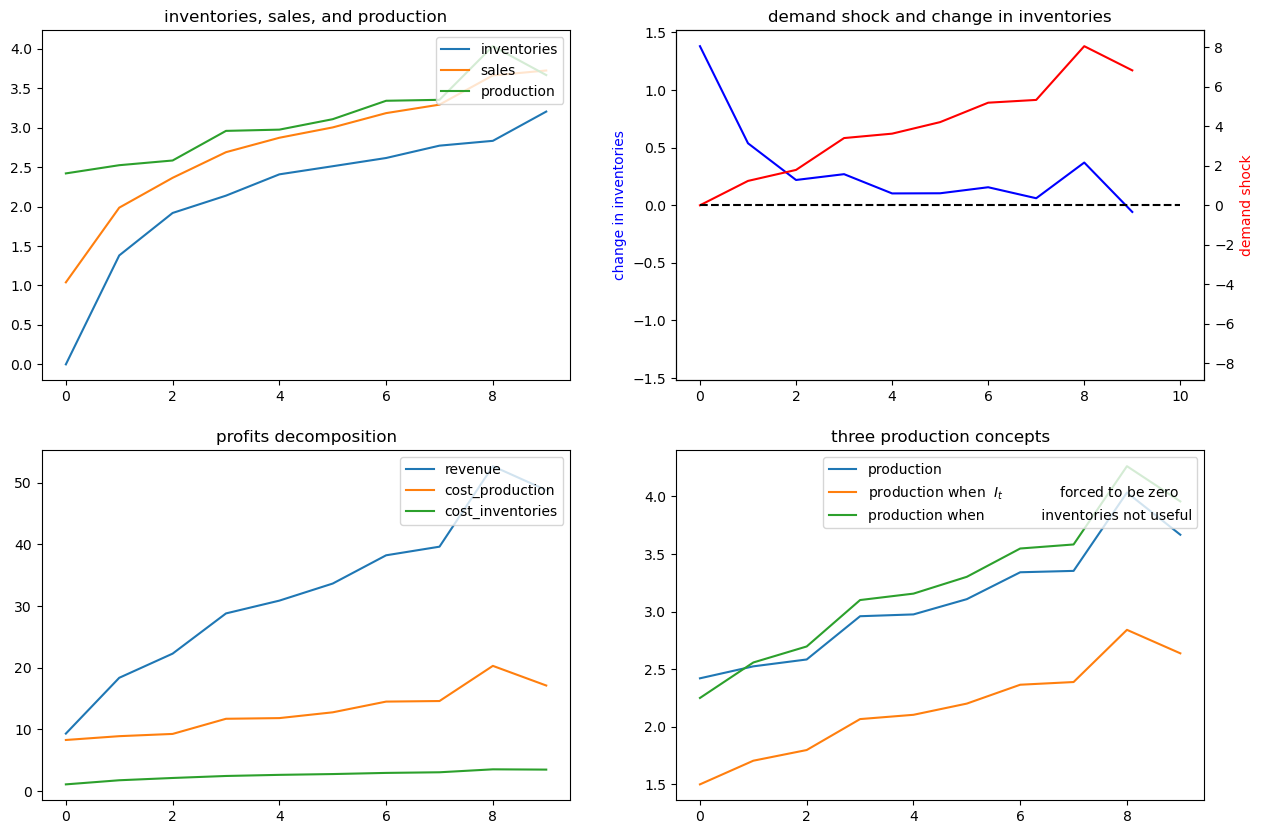 inventories, sales, and production
4.0
3.5
3.0
2.5
2.0
1.5
1.0
0.5
0.0
inventories
sales
production
0 2 4 6 8
demand shock and change in inventories
1.5
1.0
0.5
0.0
−0.5
−1.0
−1.5
change in inventories
8
6
4
2
0
−2
−4
−6
−8
demand shock
0 2 4 6 8 10
profits decomposition
50
40
30
20
10
0
revenue
cost_production
cost_inventories
0 2 4 6 8
three production concepts
4.0
3.5
3.0
2.5
2.0
1.5
production
production when I_t forced to be zero
production when inventories not useful
0 2 4 6 8